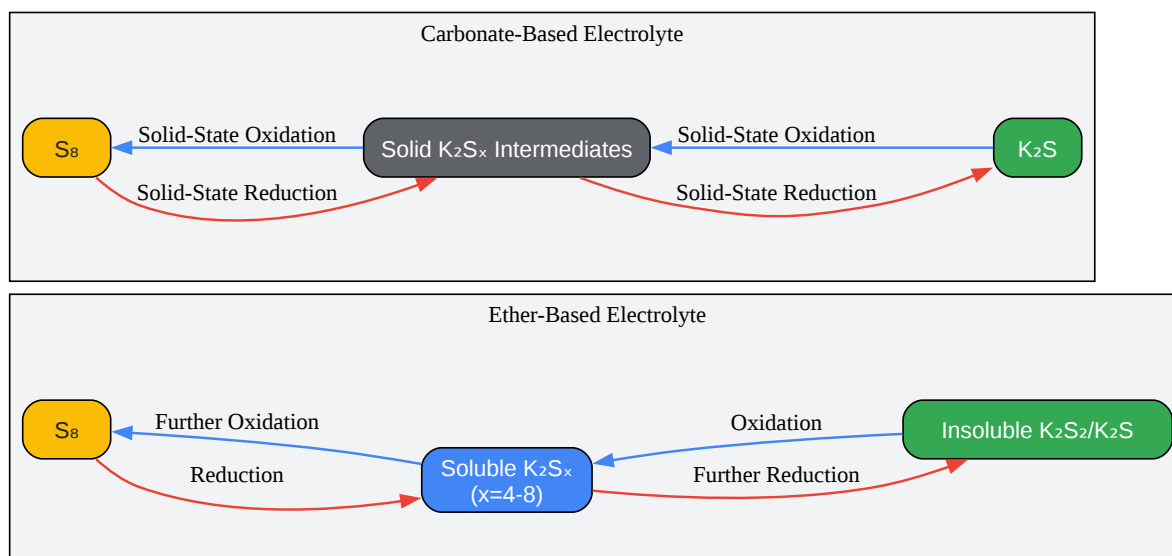 Carbonate-Based Electrolyte
S₈
Solid-State Oxidation
Solid K₂Sₓ Intermediates
Solid-State Oxidation
K₂S
Solid-State Reduction
Solid-State Reduction
Ether-Based Electrolyte
S₈
Further Oxidation
Oxidation
Insoluble K₂S₂/K₂S
Reduction
Soluble K₂Sₓ
(x=4-8)
Further Reduction